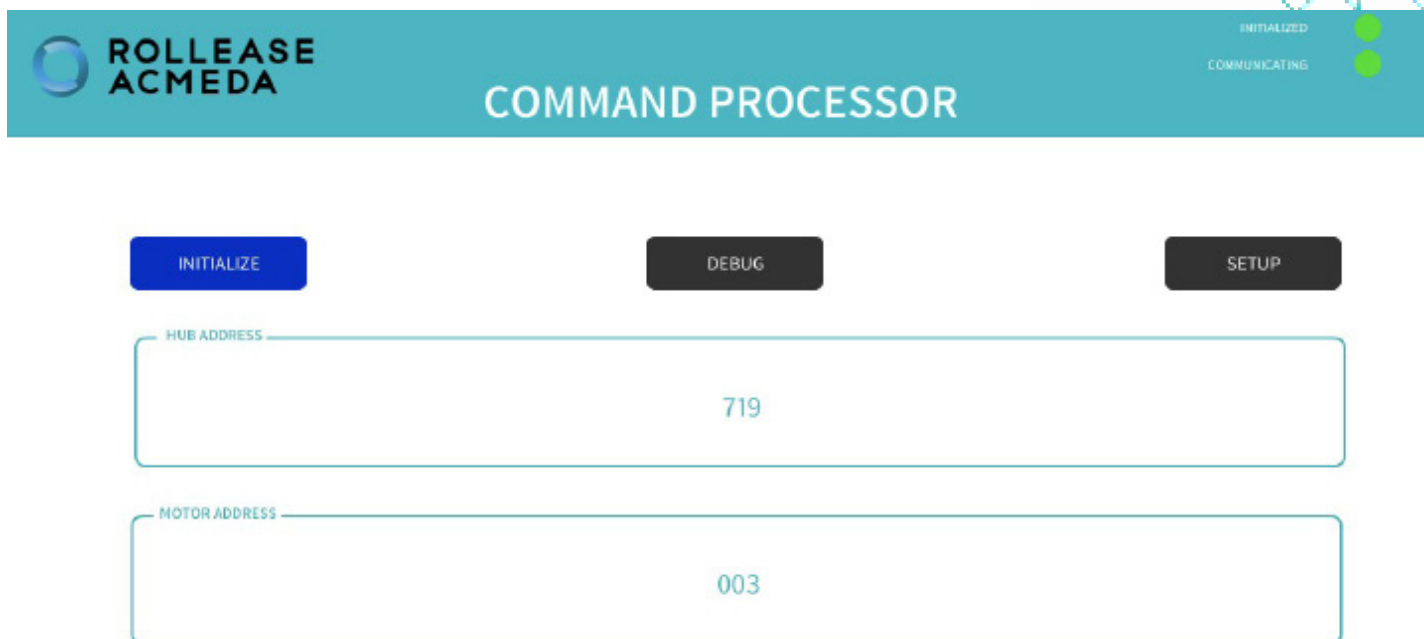 ROLLEASE
ACMEDA
COMMAND PROCESSOR
INITIALIZED
COMMUNICATING
INITIALIZE
DEBUG
SETUP
HUB ADDRESS
719
MOTOR ADDRESS
003